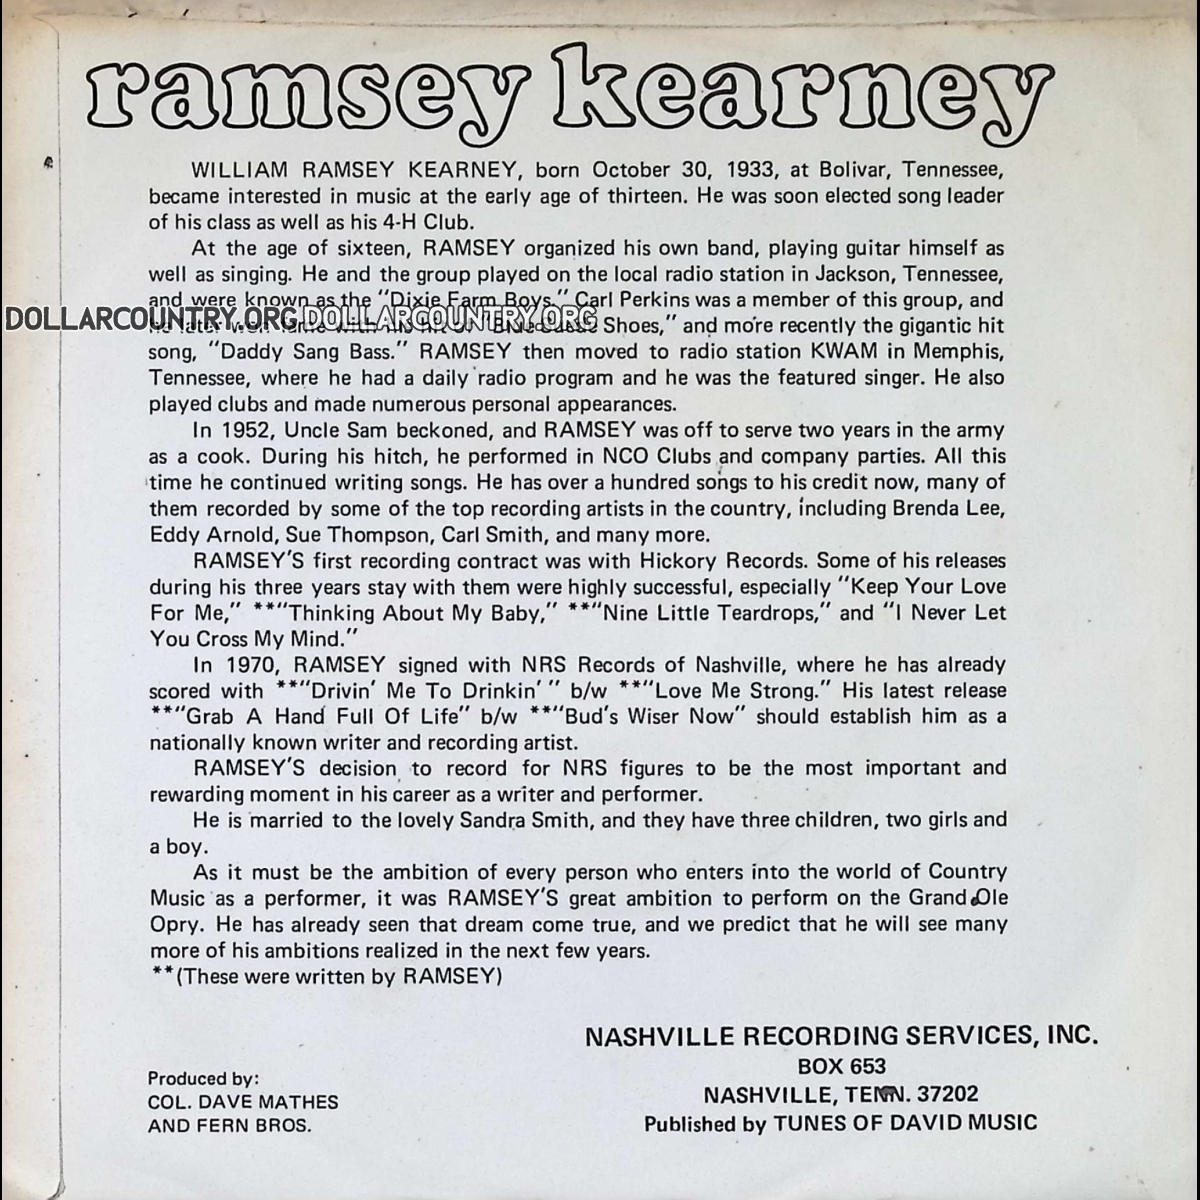 ramsey kearney
WILLIAM RAMSEY KEARNEY, born October 30, 1933, at Bolivar, Tennessee,
became interested in music at the early age of thirteen. He was soon elected song leader
of his class as well as his 4-H Club.
At the age of sixteen, RAMSEY organized his own band, playing guitar himself as
well as singing. He and the group played on the local radio station in Jackson, Tennessee,
and were known as the "Dixie Farm Boys." Carl Perkins was a member of this group, and
DOLLARCOUNTRY.ORG DOLLARCOUNTRY.ORG
Shoes," and more recently the gigantic hit
song, "Daddy Sang Bass." RAMSEY then moved to radio station KWAM in Memphis,
Tennessee, where he had a daily radio program and he was the featured singer. He also
played clubs and made numerous personal appearances.
In 1952, Uncle Sam beckoned, and RAMSEY was off to serve two years in the army
as a cook. During his hitch, he performed in NCO Clubs and company parties. All this
time he continued writing songs. He has over a hundred songs to his credit now, many of
them recorded by some of the top recording artists in the country, including Brenda Lee,
Eddy Arnold, Sue Thompson, Carl Smith, and many more.
RAMSEY'S first recording contract was with Hickory Records. Some of his releases
during his three years stay with them were highly successful, especially "Keep Your Love
For Me," **"Thinking About My Baby," **"Nine Little Teardrops," and "I Never Let
You Cross My Mind."
In 1970, RAMSEY signed with NRS Records of Nashville, where he has already
scored with **"Drivin' Me To Drinkin' " b/w **"Love Me Strong." His latest release
**"Grab A Hand Full Of Life" b/w **"Bud's Wiser Now" should establish him as a
nationally known writer and recording artist.
RAMSEY'S decision to record for NRS figures to be the most important and
rewarding moment in his career as a writer and performer.
He is married to the lovely Sandra Smith, and they have three children, two girls and
a boy.
As it must be the ambition of every person who enters into the world of Country
Music as a performer, it was RAMSEY'S great ambition to perform on the Grand Ole
Opry. He has already seen that dream come true, and we predict that he will see many
more of his ambitions realized in the next few years.
**(These were written by RAMSEY)
NASHVILLE RECORDING SERVICES, INC.
BOX 653
NASHVILLE, TENN. 37202
Published by TUNES OF DAVID MUSIC
Produced by:
COL. DAVE MATHES
AND FERN BROS.